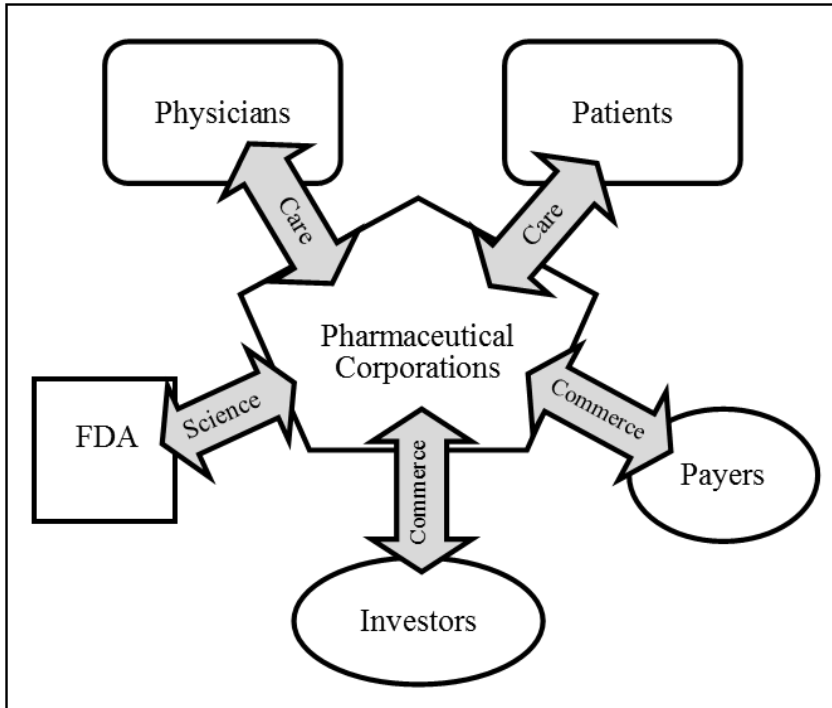 Physicians
Patients
Care
Care
Pharmaceutical
Corporations
FDA
Science
Commerce
Commerce
Payers
Investors